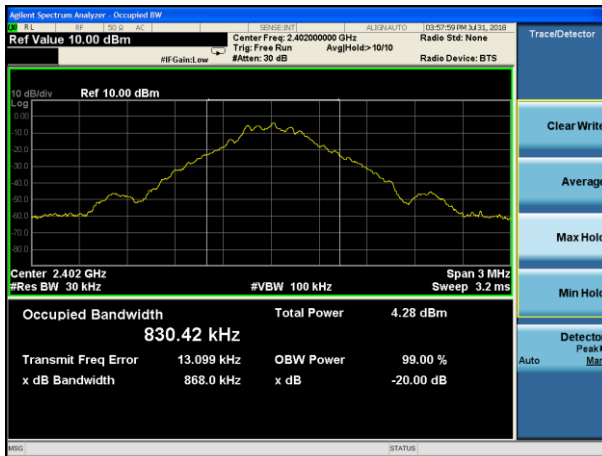 Agilent Spectrum Analyzer - Occupied BW
RL RF 50 Ω AC SENSE:INT ALIGNAUTO 03:57:59 PM Jul 31, 2018
Ref Value 10.00 dBm
Center Freq: 2.402000000 GHz Radio Std: None
Trig: Free Run Avg|Hold:> 10/10
#IFGain:Low #Atten: 30 dB Radio Device: BTS
Trace/Detector
10 dB/div Ref 10.00 dBm
Log
0.00
-10.0
-20.0
-30.0
-40.0
-50.0
-60.0
-70.0
-80.0
Center 2.402 GHz Span 3 MHz
#Res BW 30 kHz #VBW 100 kHz Sweep 3.2 ms
Occupied Bandwidth Total Power 4.28 dBm
830.42 kHz
Transmit Freq Error 13.099 kHz OBW Power 99.00 %
x dB Bandwidth 868.0 kHz x dB -20.00 dB
Clear Write
Average
Max Hold
Min Hold
Detector
Peak
Auto Man
MSG STATUS